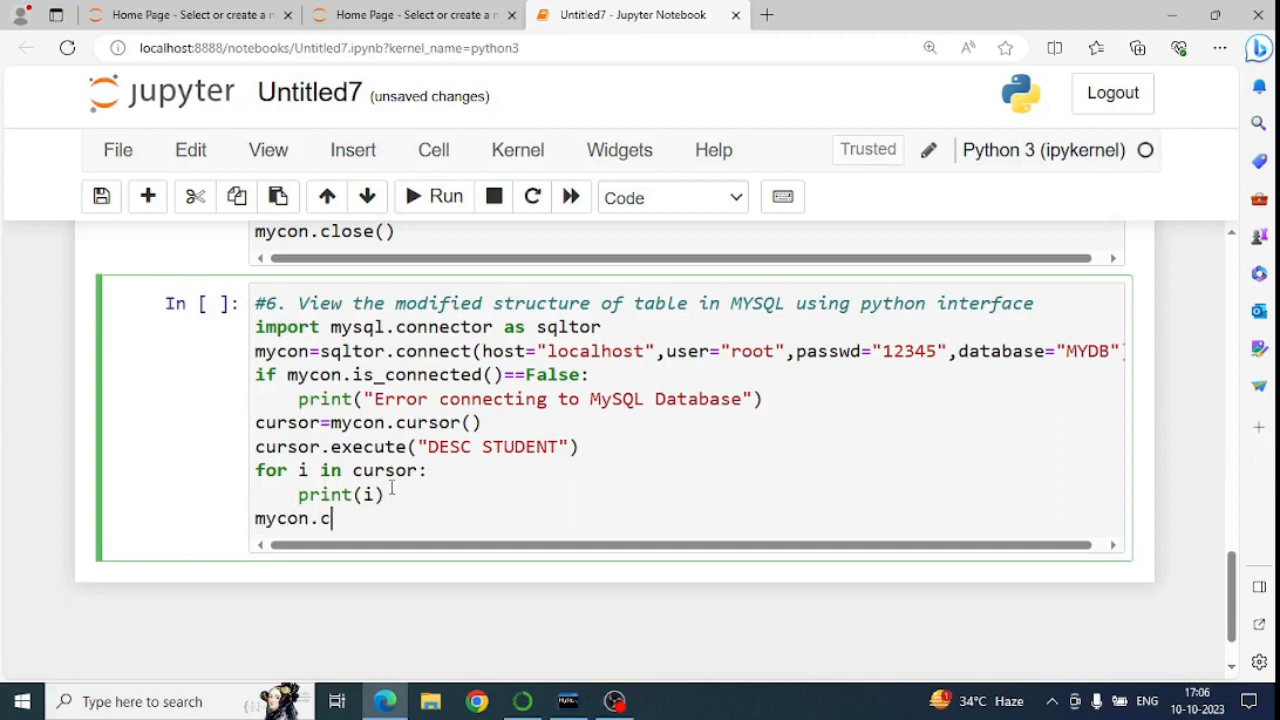 Home Page - Select or create a n
Home Page - Select or create a n
Untitled7 - Jupyter Notebook
localhost:8888/notebooks/Untitled7.ipynb?kernel_name=python3
jupyter Untitled7 (unsaved changes)
Logout
File Edit View Insert Cell Kernel Widgets Help
Trusted
Python 3 (ipykernel)
Run
Code
mycon.close()
In [ ]:
#6. View the modified structure of table in MYSQL using python interface
import mysql.connector as sqltor
mycon=sqltor.connect(host="localhost",user="root",passwd="12345",database="MYDB")
if mycon.is_connected()==False:
    print("Error connecting to MySQL Database")
cursor=mycon.cursor()
cursor.execute("DESC STUDENT")
for i in cursor:
    print(i)
mycon.c
Type here to search
34°C Haze
ENG
17:06
10-10-2023